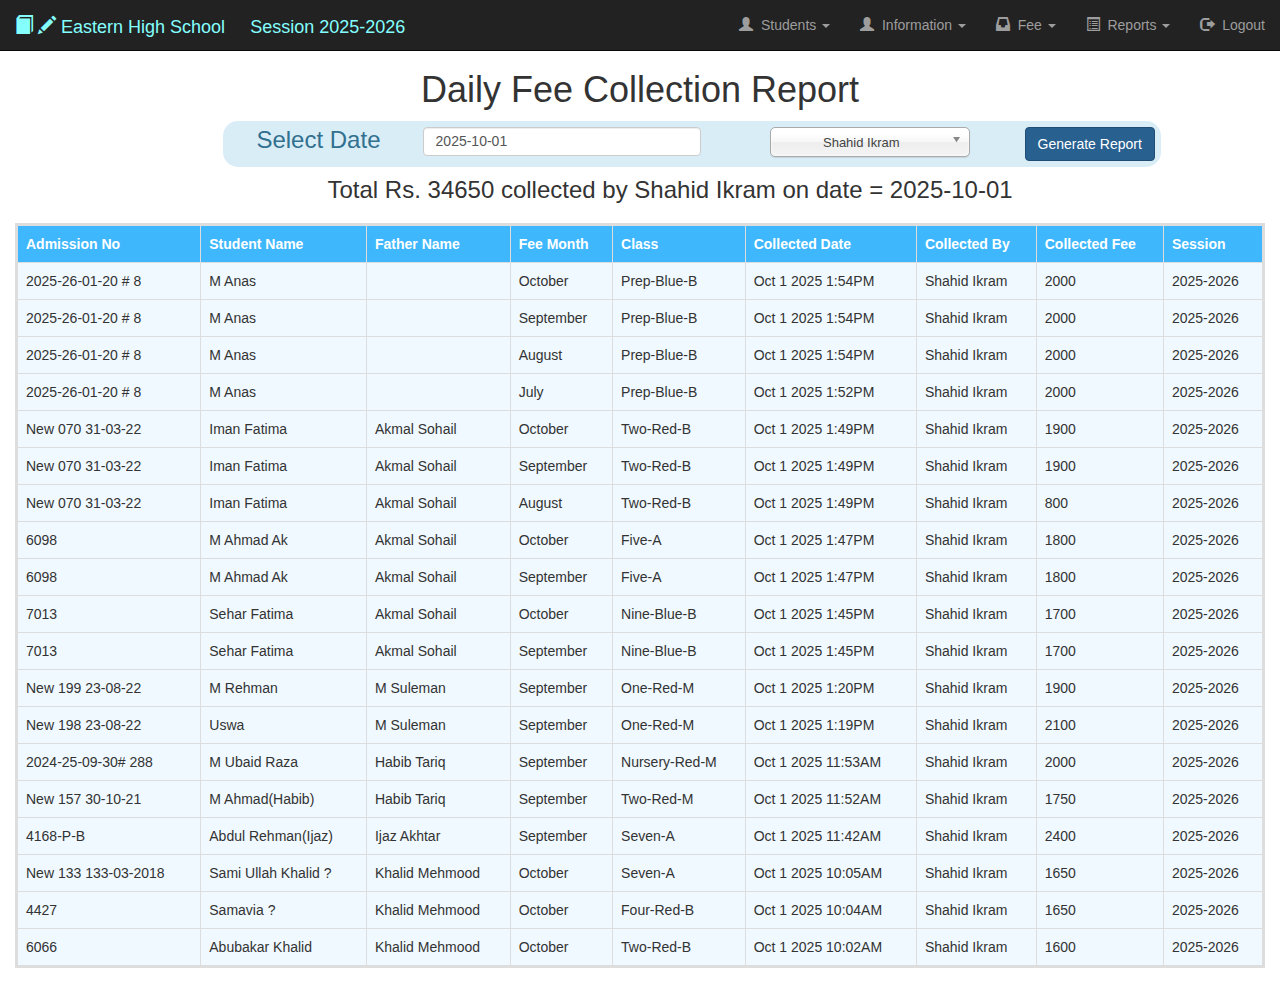 Eastern High School Session 2025-2026 Students Information Fee Reports Logout
Daily Fee Collection Report
Select Date 2025-10-01 Shahid Ikram Generate Report
Total Rs. 34650 collected by Shahid Ikram on date = 2025-10-01
Admission No Student Name Father Name Fee Month Class Collected Date Collected By Collected Fee Session
2025-26-01-20 # 8 M Anas October Prep-Blue-B Oct 1 2025 1:54PM Shahid Ikram 2000 2025-2026
2025-26-01-20 # 8 M Anas September Prep-Blue-B Oct 1 2025 1:54PM Shahid Ikram 2000 2025-2026
2025-26-01-20 # 8 M Anas August Prep-Blue-B Oct 1 2025 1:54PM Shahid Ikram 2000 2025-2026
2025-26-01-20 # 8 M Anas July Prep-Blue-B Oct 1 2025 1:52PM Shahid Ikram 2000 2025-2026
New 070 31-03-22 Iman Fatima Akmal Sohail October Two-Red-B Oct 1 2025 1:49PM Shahid Ikram 1900 2025-2026
New 070 31-03-22 Iman Fatima Akmal Sohail September Two-Red-B Oct 1 2025 1:49PM Shahid Ikram 1900 2025-2026
New 070 31-03-22 Iman Fatima Akmal Sohail August Two-Red-B Oct 1 2025 1:49PM Shahid Ikram 800 2025-2026
6098 M Ahmad Ak Akmal Sohail October Five-A Oct 1 2025 1:47PM Shahid Ikram 1800 2025-2026
6098 M Ahmad Ak Akmal Sohail September Five-A Oct 1 2025 1:47PM Shahid Ikram 1800 2025-2026
7013 Sehar Fatima Akmal Sohail October Nine-Blue-B Oct 1 2025 1:45PM Shahid Ikram 1700 2025-2026
7013 Sehar Fatima Akmal Sohail September Nine-Blue-B Oct 1 2025 1:45PM Shahid Ikram 1700 2025-2026
New 199 23-08-22 M Rehman M Suleman September One-Red-M Oct 1 2025 1:20PM Shahid Ikram 1900 2025-2026
New 198 23-08-22 Uswa M Suleman September One-Red-M Oct 1 2025 1:19PM Shahid Ikram 2100 2025-2026
2024-25-09-30# 288 M Ubaid Raza Habib Tariq September Nursery-Red-M Oct 1 2025 11:53AM Shahid Ikram 2000 2025-2026
New 157 30-10-21 M Ahmad(Habib) Habib Tariq September Two-Red-M Oct 1 2025 11:52AM Shahid Ikram 1750 2025-2026
4168-P-B Abdul Rehman(Ijaz) Ijaz Akhtar September Seven-A Oct 1 2025 11:42AM Shahid Ikram 2400 2025-2026
New 133 133-03-2018 Sami Ullah Khalid ? Khalid Mehmood October Seven-A Oct 1 2025 10:05AM Shahid Ikram 1650 2025-2026
4427 Samavia ? Khalid Mehmood October Four-Red-B Oct 1 2025 10:04AM Shahid Ikram 1650 2025-2026
6066 Abubakar Khalid Khalid Mehmood October Two-Red-B Oct 1 2025 10:02AM Shahid Ikram 1600 2025-2026